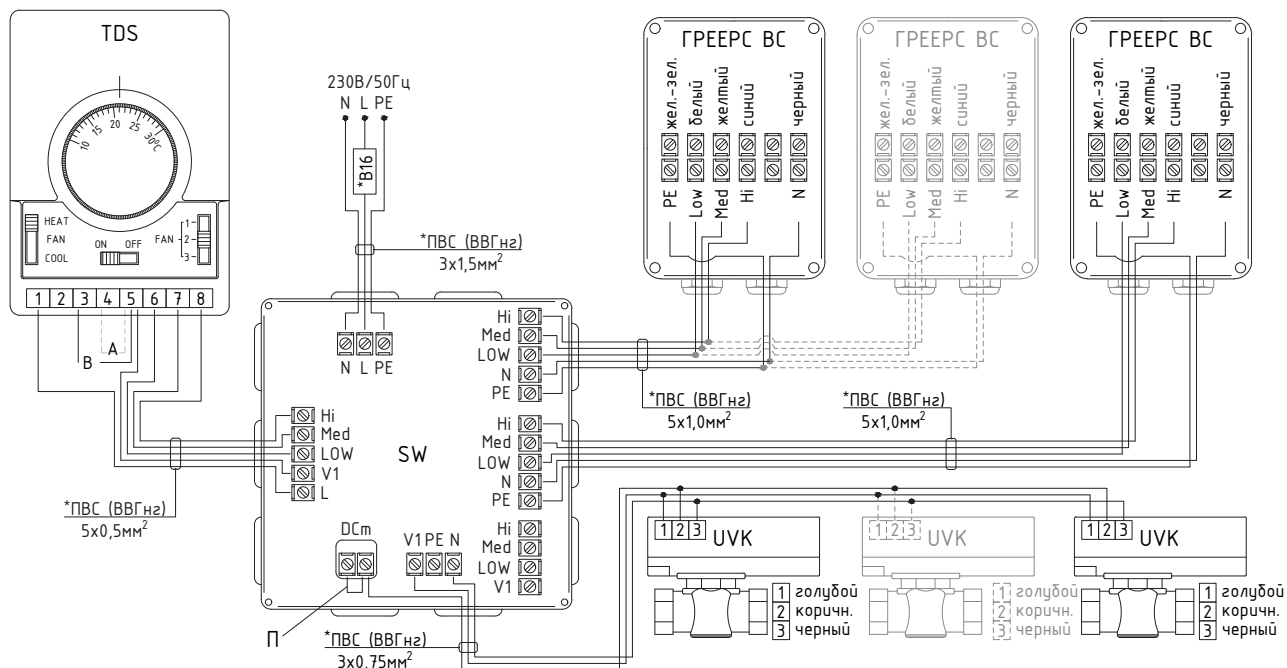 TDS
10 15 20 25 30°C
HEAT
FAN
COOL
ON OFF
FAN
1
2
3
1 2 3 4 5 6 7 8
A
B
230В/50Гц
N L PE
*B16
*ПВС (ВВГнг)
3х1,5мм²
N L PE
SW
Hi
Med
LOW
V1
L
*ПВС (ВВГнг)
5х0,5мм²
DCm
П
V1 PE N
*ПВС (ВВГнг)
3х0,75мм²
Hi
Med
LOW
N
PE
Hi
Med
LOW
N
PE
Hi
Med
LOW
V1
*ПВС (ВВГнг)
5х1,0мм²
*ПВС (ВВГнг)
5х1,0мм²
ГРЕЕРС ВС
жел.-зел.
белый
желтый
синий
черный
PE
Low
Med
Hi
N
ГРЕЕРС ВС
жел.-зел.
белый
желтый
синий
черный
PE
Low
Med
Hi
N
ГРЕЕРС ВС
жел.-зел.
белый
желтый
синий
черный
PE
Low
Med
Hi
N
1 2 3
UVK
1 голубой
2 коричн.
3 черный
1 2 3
UVK
1 голубой
2 коричн.
3 черный
1 2 3
UVK
1 голубой
2 коричн.
3 черный